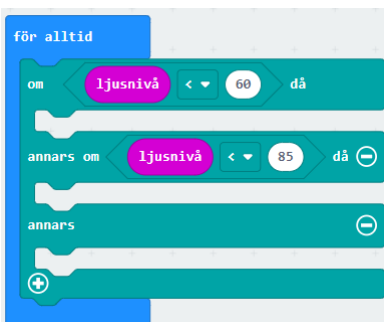 för alltid
om ljusnivå < 60 då
annars om ljusnivå < 85 då
annars